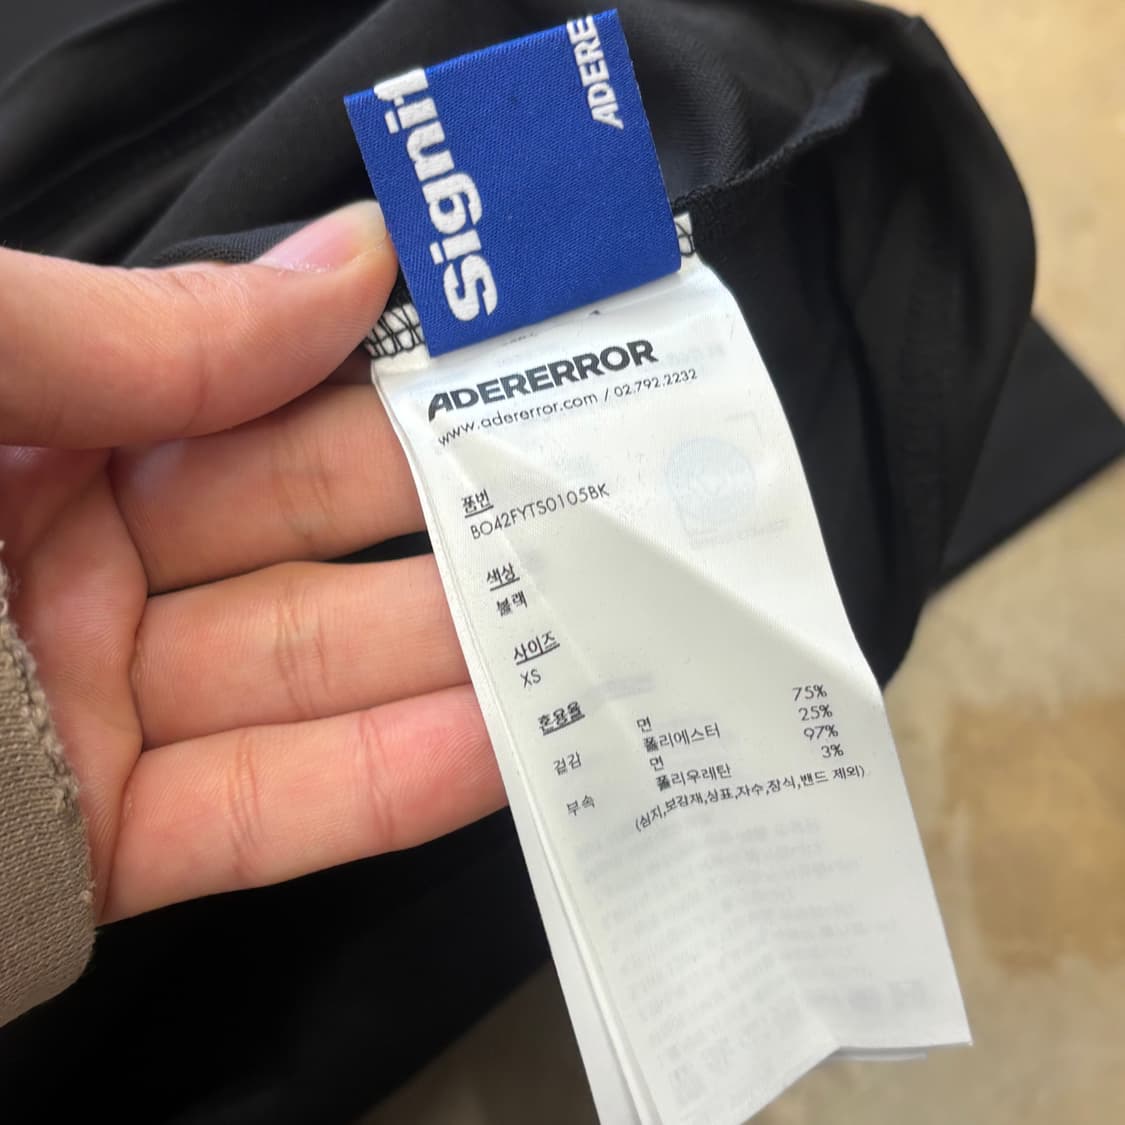 Signif
ADERE
ADERERROR
www.adererror.com / 02.792.2232
품번
BO42FYTS0105BK
색상
블랙
사이즈
XS
혼용율
겉감 면 75%
폴리에스터 25%
부속 면 97%
폴리우레탄 3%
(심지,보강재,상표,자수,장식,밴드 제외)